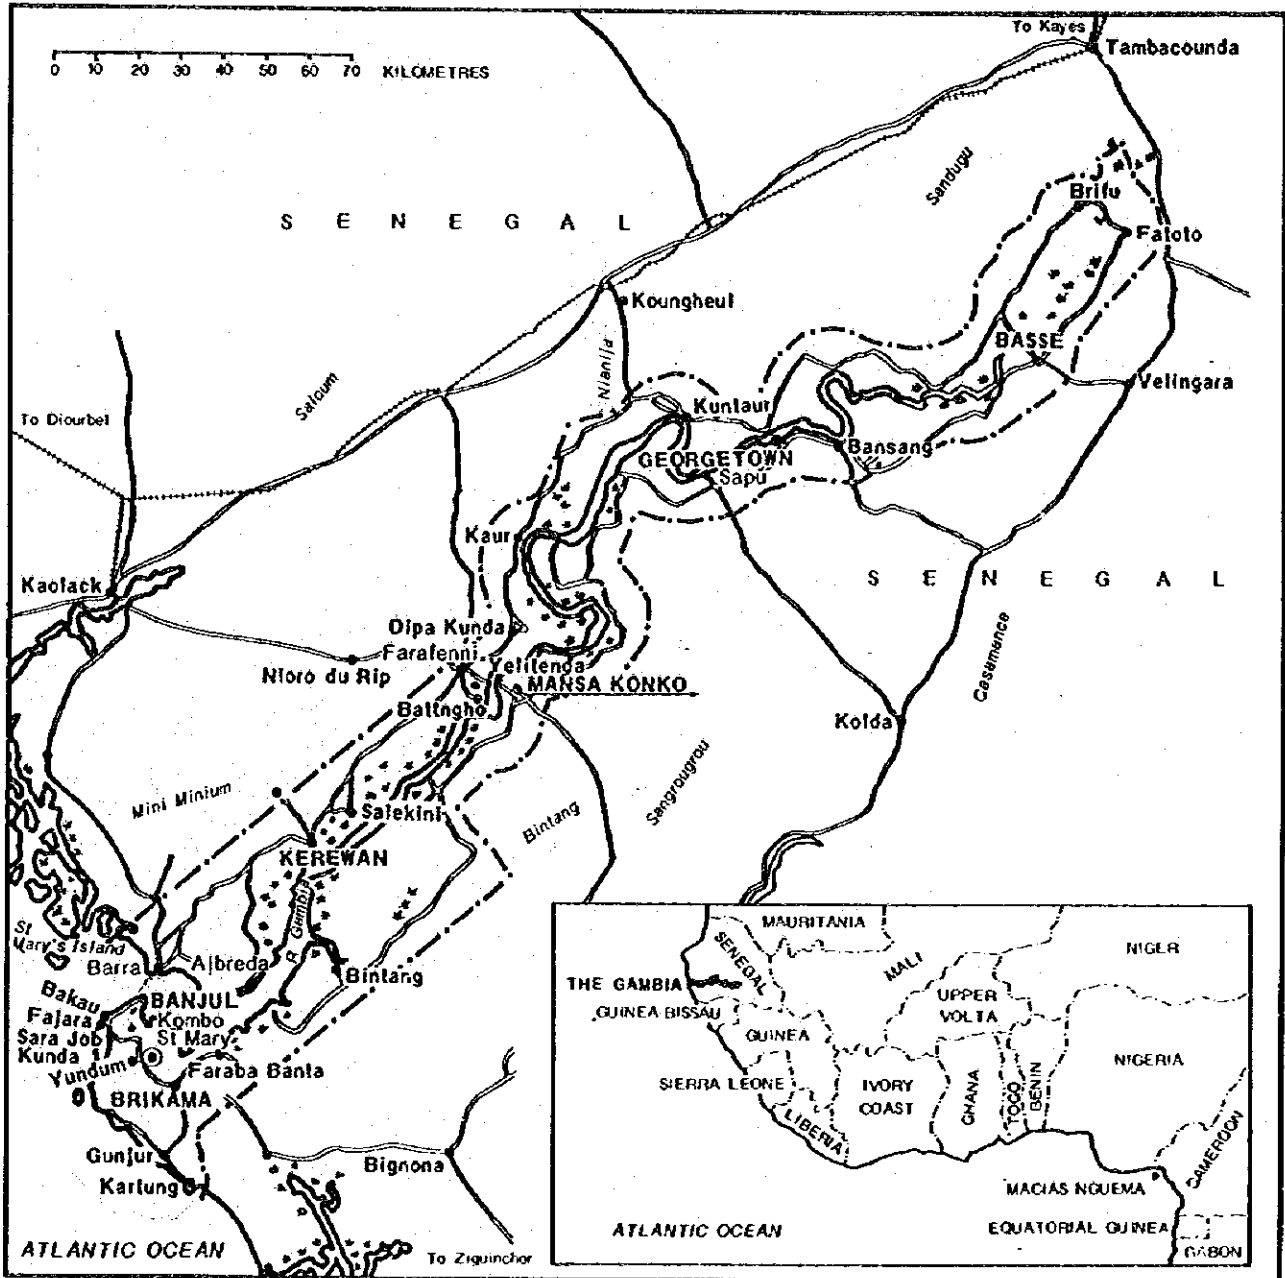 To Kayes
Tambacounda
0 10 20 30 40 50 60 70 KILOMETRES
Sandugu
Brifu
Fatoto
SENEGAL
Koungheul
BASSE
Nianija
Velingara
Saloum
To Diourbel
Kuntaur
GEORGETOWN
Bansang
Sapu
Kaur
SENEGAL
Kaolack
Casamance
Farafenni
Yelitenda
Nioro du Rip
MANSA KONKO
Kolda
Sangrougrou
Mini Minium
Salekini
Bintang
KEREWAN
R Gambia
St
Mary's Island
Barra
Albreda
Bintang
Bakau
BANJUL
Fajara
Kombo
Sara Job
St Mary
Kunda
Yundum
Faraba Banta
BRIKAMA
Gunjur
Bignona
Kartung
ATLANTIC OCEAN
To Ziguinchor
MAURITANIA
SENEGAL
MALI
NIGER
THE GAMBIA
UPPER
VOLTA
GUINEA-BISSAU
GUINEA
SIERRA LEONE
IVORY
COAST
GHANA
TOGO
BENIN
NIGERIA
LIBERIA
CAMEROON
MACIAS NGUEMA
ATLANTIC OCEAN
EQUATORIAL GUINEA
GABON